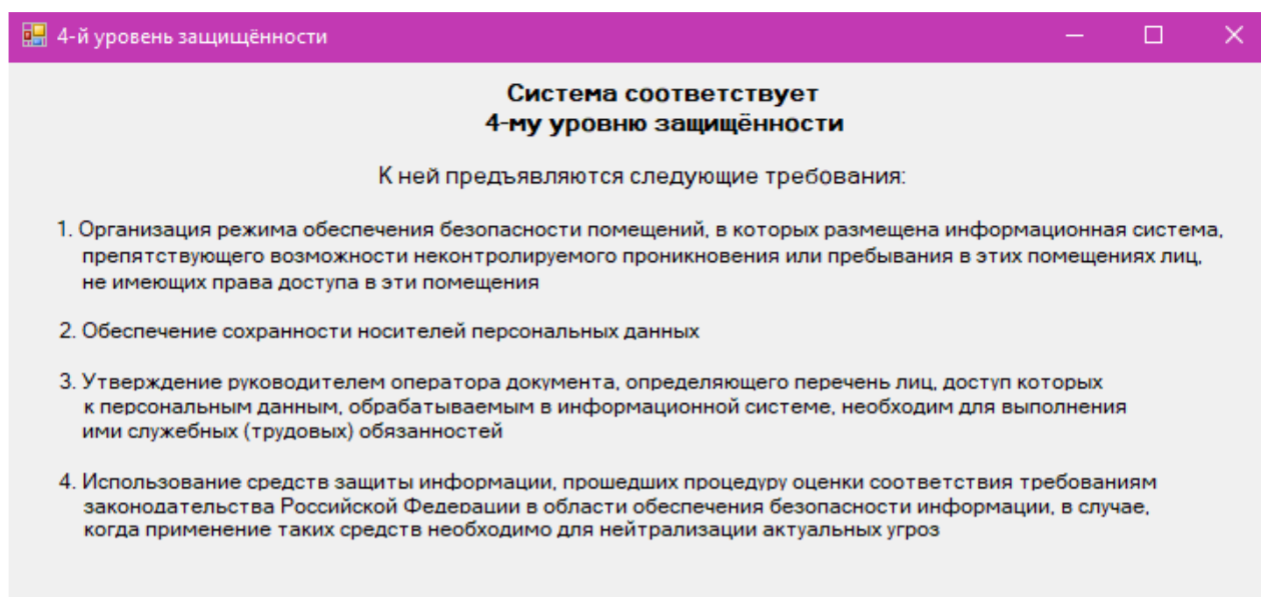 4-й уровень защищённости
Система соответствует
4-му уровню защищённости
К ней предъявляются следующие требования:
1. Организация режима обеспечения безопасности помещений, в которых размещена информационная система,
препятствующего возможности неконтролируемого проникновения или пребывания в этих помещениях лиц,
не имеющих права доступа в эти помещения
2. Обеспечение сохранности носителей персональных данных
3. Утверждение руководителем оператора документа, определяющего перечень лиц, доступ которых
к персональным данным, обрабатываемым в информационной системе, необходим для выполнения
ими служебных (трудовых) обязанностей
4. Использование средств защиты информации, прошедших процедуру оценки соответствия требованиям
законодательства Российской Федерации в области обеспечения безопасности информации, в случае,
когда применение таких средств необходимо для нейтрализации актуальных угроз